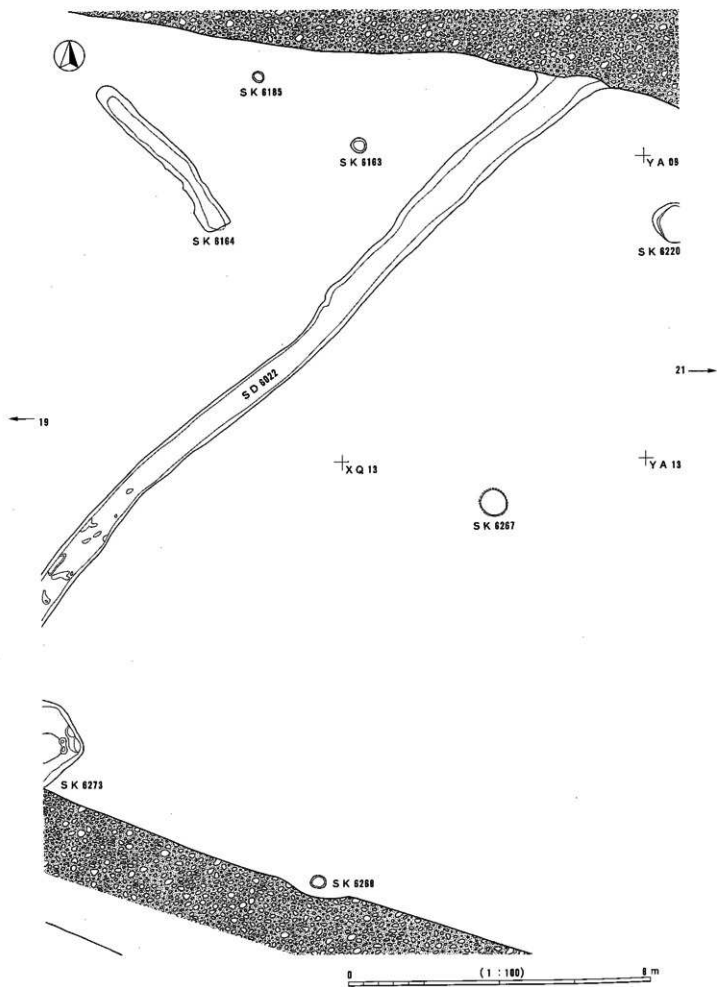 SK 6185
SK 6163
YA 09
SK 6164
SK 6220
21
SD 6022
19
XQ 13
YA 13
SK 6267
SK 6273
SK 6268
0 (1 : 100) 8 m